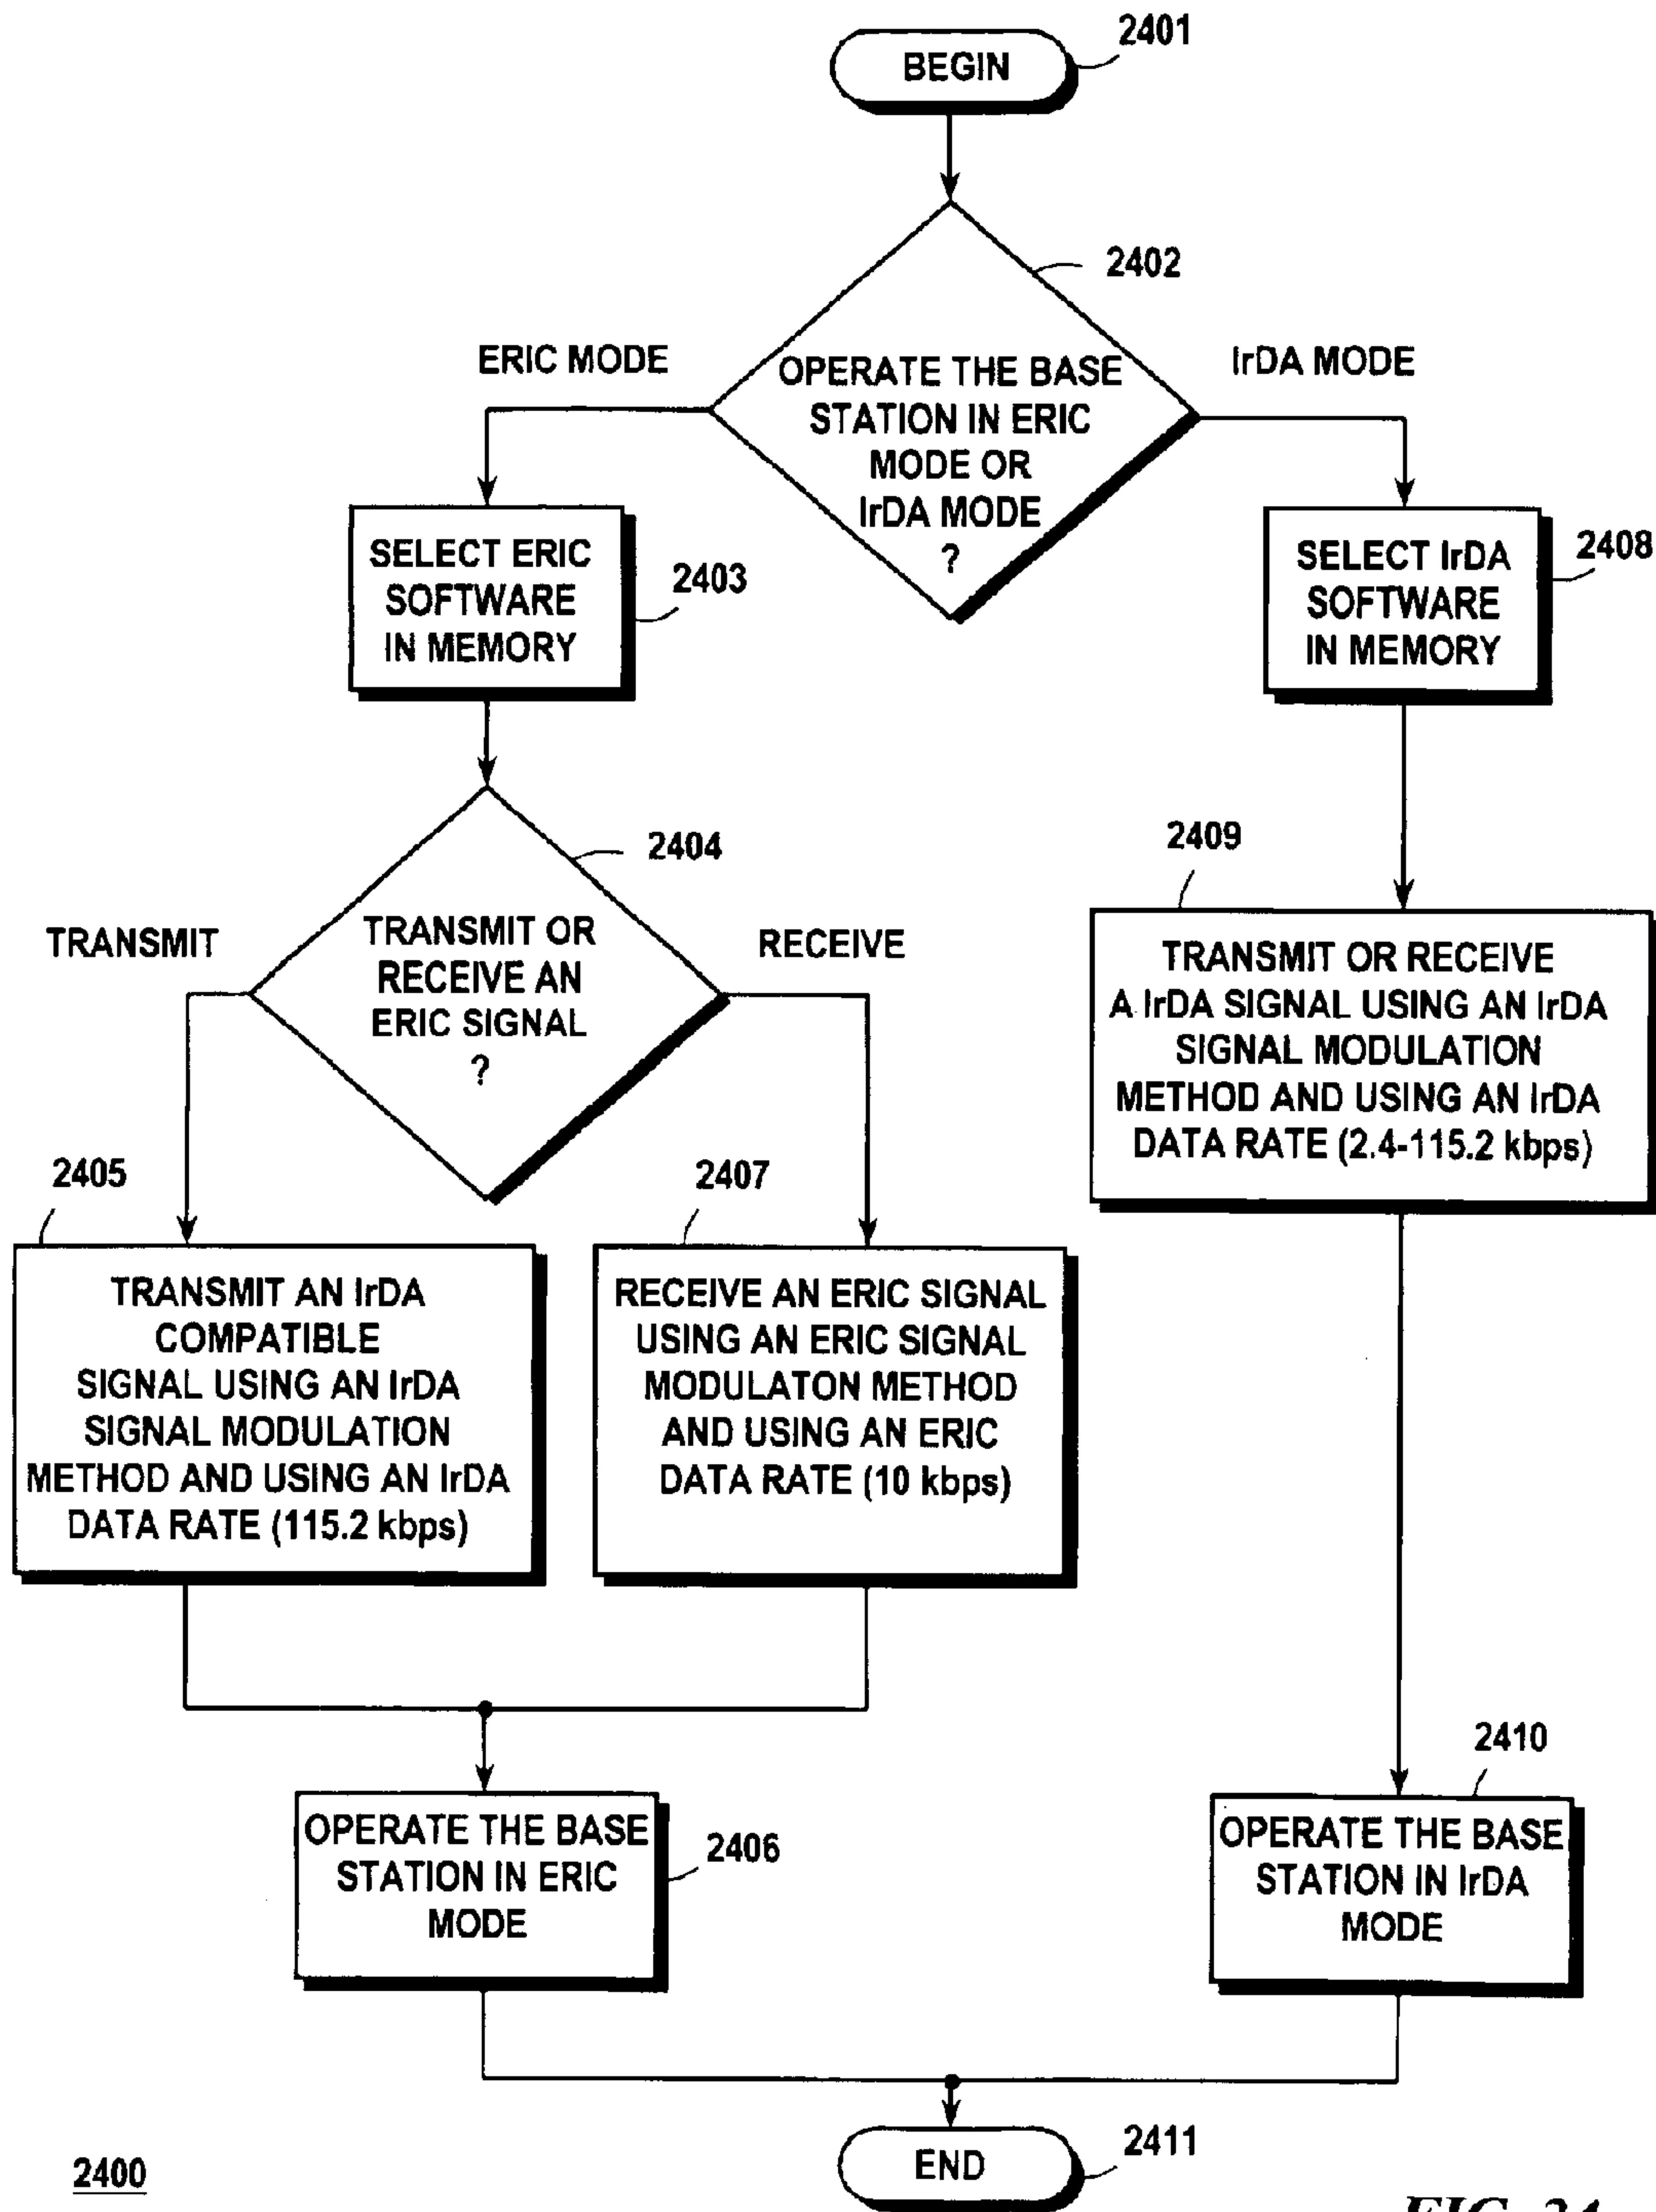 BEGIN
2401
2402
ERIC MODE
OPERATE THE BASE
STATION IN ERIC
MODE OR
IrDA MODE
?
IrDA MODE
SELECT ERIC
SOFTWARE
IN MEMORY
2403
SELECT IrDA
SOFTWARE
IN MEMORY
2408
2404
TRANSMIT
TRANSMIT OR
RECEIVE AN
ERIC SIGNAL
?
RECEIVE
2409
TRANSMIT OR RECEIVE
A IrDA SIGNAL USING AN IrDA
SIGNAL MODULATION
METHOD AND USING AN IrDA
DATA RATE (2.4-115.2 kbps)
2405
TRANSMIT AN IrDA
COMPATIBLE
SIGNAL USING AN IrDA
SIGNAL MODULATION
METHOD AND USING AN IrDA
DATA RATE (115.2 kbps)
2407
RECEIVE AN ERIC SIGNAL
USING AN ERIC SIGNAL
MODULATON METHOD
AND USING AN ERIC
DATA RATE (10 kbps)
OPERATE THE BASE
STATION IN ERIC
MODE
2406
2410
OPERATE THE BASE
STATION IN IrDA
MODE
END
2411
2400
FIG. 24